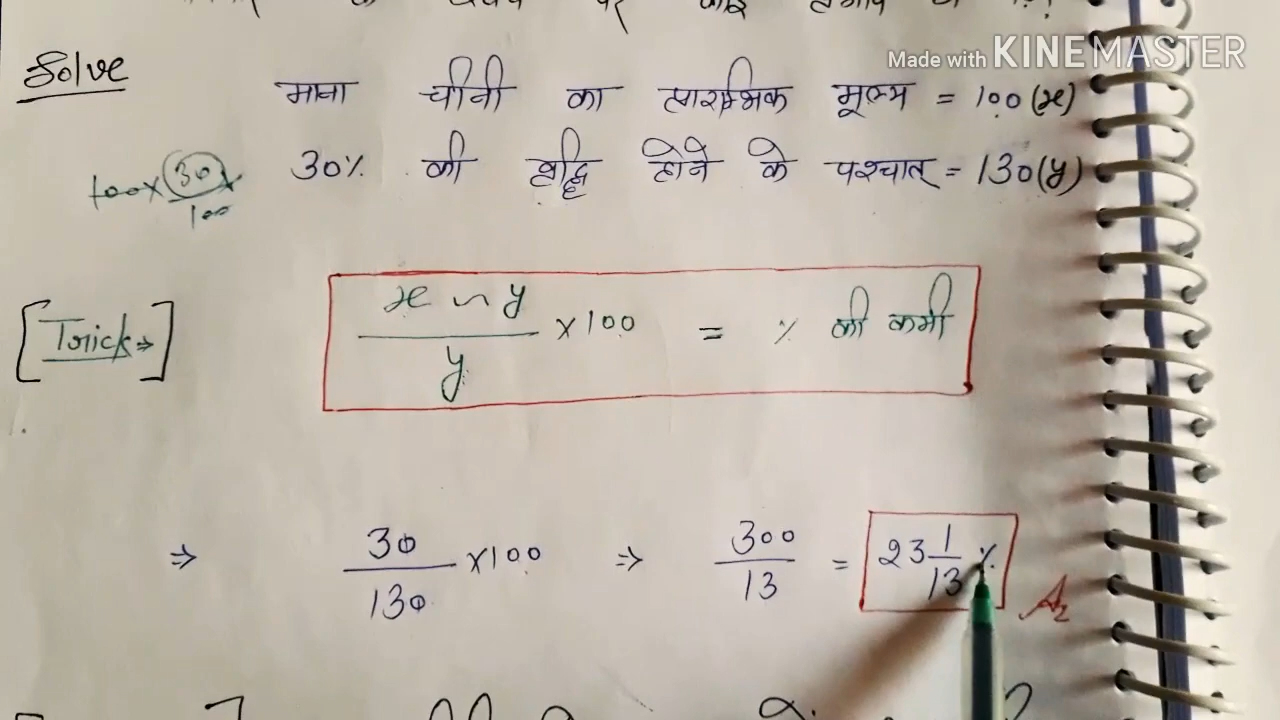 के
पर कोई
Made with KINEMASTER
Solve
माना चीनी का प्रारम्भिक मूल्य = 100(x)
30% की वृद्धि होने के पश्चात् = 130(y)
100 × 30 ×
100
[Trick⇒]
x ∽ y
y
×100 = % की कमी
⇒ 30/130 ×100 ⇒ 300/13 = 23 1/13 %